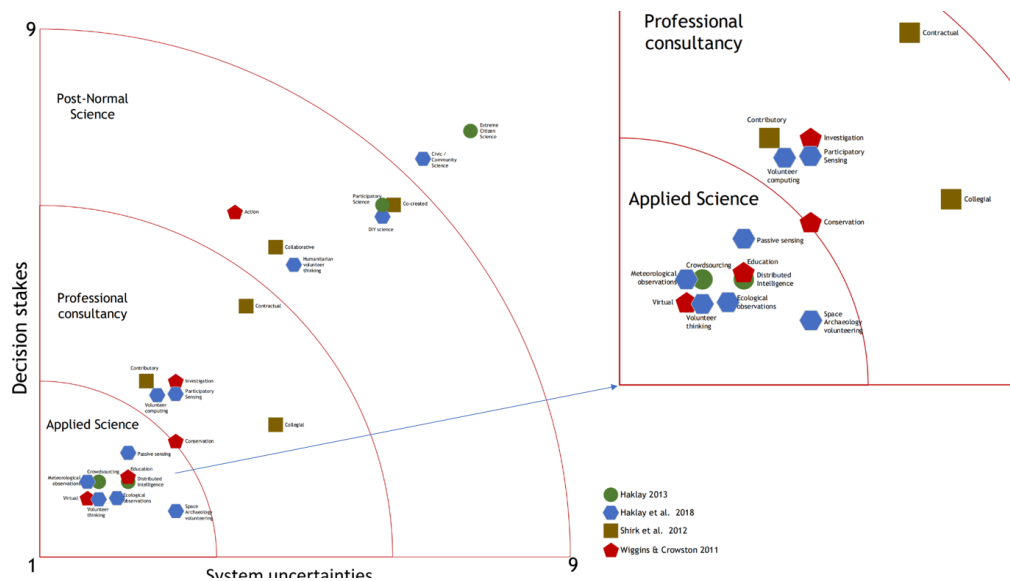 9
Post-Normal
Science
Extreme
Citizen
Science
Civic /
Community
Science
Participatory
Science
Co-created
DIY science
Action
Collaborative
Humanitarian
volunteer
thinking
Professional
consultancy
Contractual
Decision stakes
Contributory
Investigation
Volunteer
computing
Participatory
Sensing
Collegial
Applied Science
Conservation
Passive sensing
Crowdsourcing
Education
Meteorological
observations
Distributed
Intelligence
Virtual
Volunteer
thinking
Ecological
observations
Space
Archaeology
volunteering
1
9
System uncertainties
Professional
consultancy
Contractual
Contributory
Investigation
Volunteer
computing
Participatory
Sensing
Applied Science
Collegial
Conservation
Passive sensing
Crowdsourcing
Education
Meteorological
observations
Distributed
Intelligence
Virtual
Volunteer
thinking
Ecological
observations
Space
Archaeology
volunteering
Haklay 2013
Haklay et al. 2018
Shirk et al. 2012
Wiggins & Crowston 2011